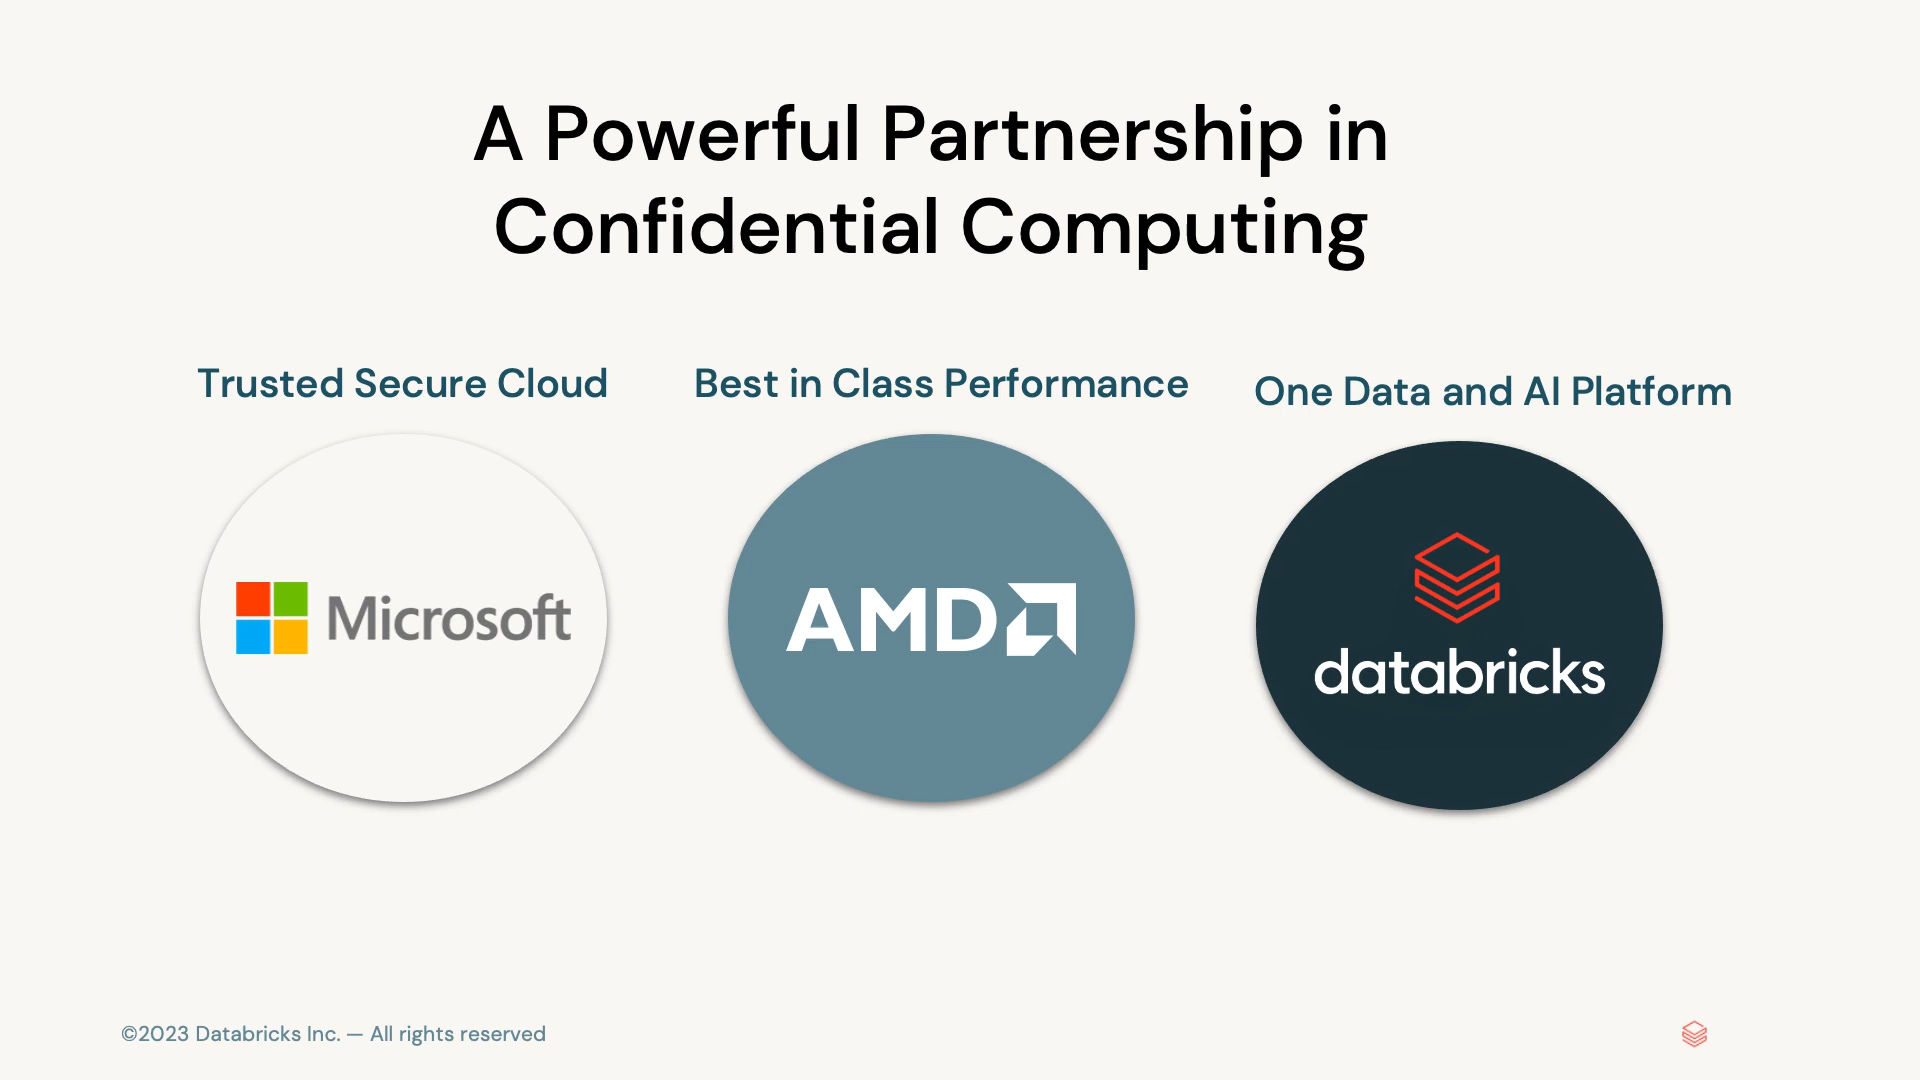 A Powerful Partnership in
Confidential Computing
Trusted Secure Cloud
Best in Class Performance
One Data and AI Platform
Microsoft
AMD
databricks
©2023 Databricks Inc. — All rights reserved